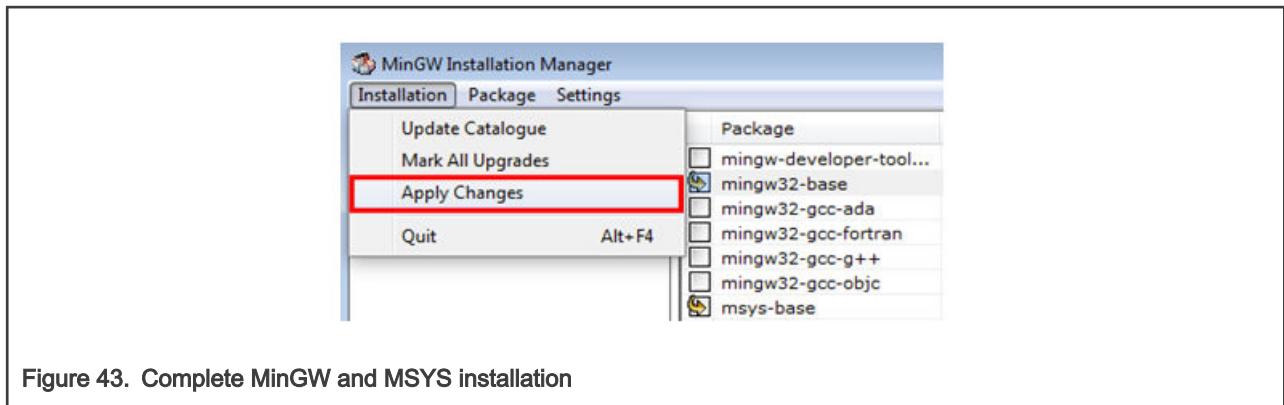 MinGW Installation Manager
Installation Package Settings
Update Catalogue
Mark All Upgrades
Apply Changes
Quit Alt+F4
Package
mingw-developer-tool...
mingw32-base
mingw32-gcc-ada
mingw32-gcc-fortran
mingw32-gcc-g++
mingw32-gcc-objc
msys-base
Figure 43. Complete MinGW and MSYS installation